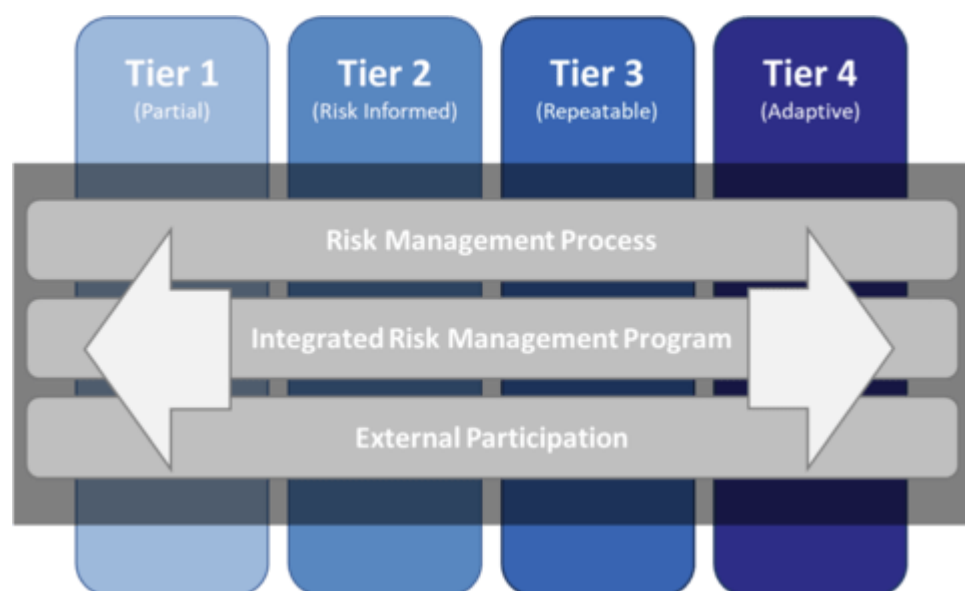 Tier 1
(Partial)
Tier 2
(Risk Informed)
Tier 3
(Repeatable)
Tier 4
(Adaptive)
Risk Management Process
Integrated Risk Management Program
External Participation